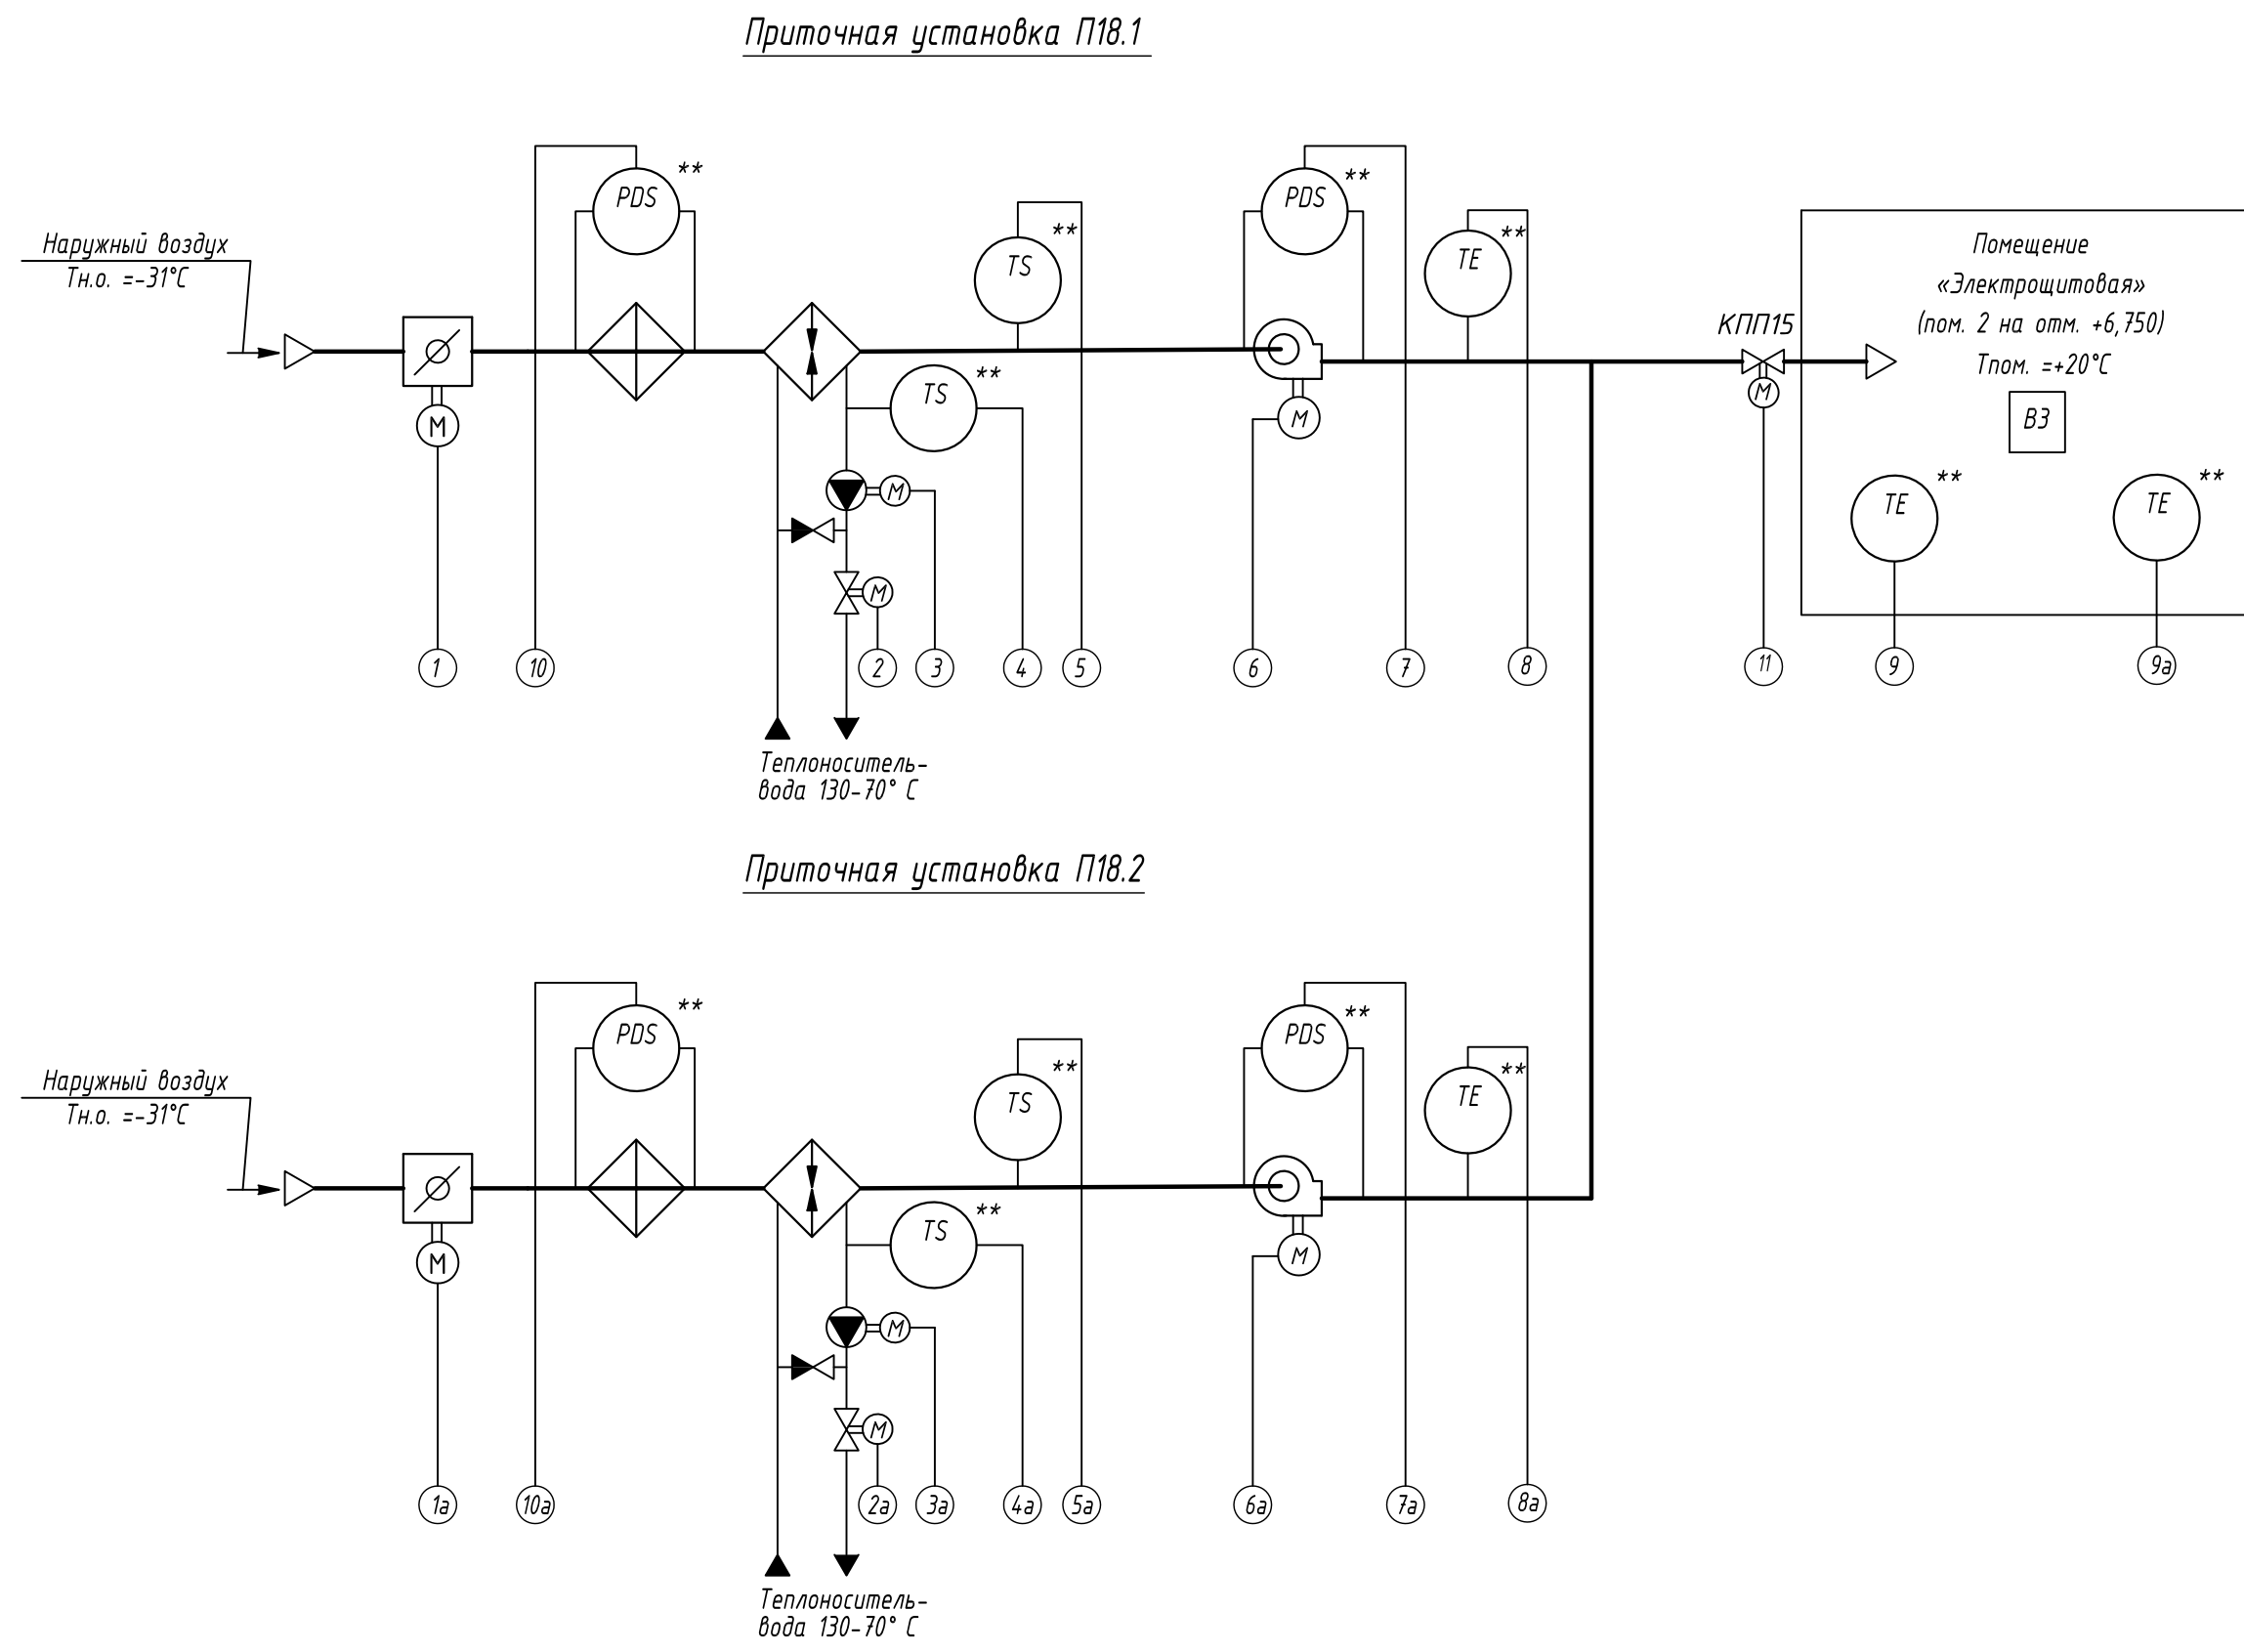 Приточная установка П18.1
PDS
**
PDS
**
TS
**
TE
**
Наружный воздух
Тн.о. =-31°С
Помещение
«Электрощитовая»
(пом. 2 на отм. +6,750)
Тпом. =+20°С
КПП15
В3
TS
**
M
M
M
M
M
TE
**
TE
**
1
10
2
3
4
5
6
7
8
11
9
9а
Теплоноситель-
вода 130-70° С
Приточная установка П18.2
PDS
**
PDS
**
TS
**
TE
**
Наружный воздух
Тн.о. =-31°С
TS
**
M
M
M
M
1а
10а
2а
3а
4а
5а
6а
7а
8а
Теплоноситель-
вода 130-70° С